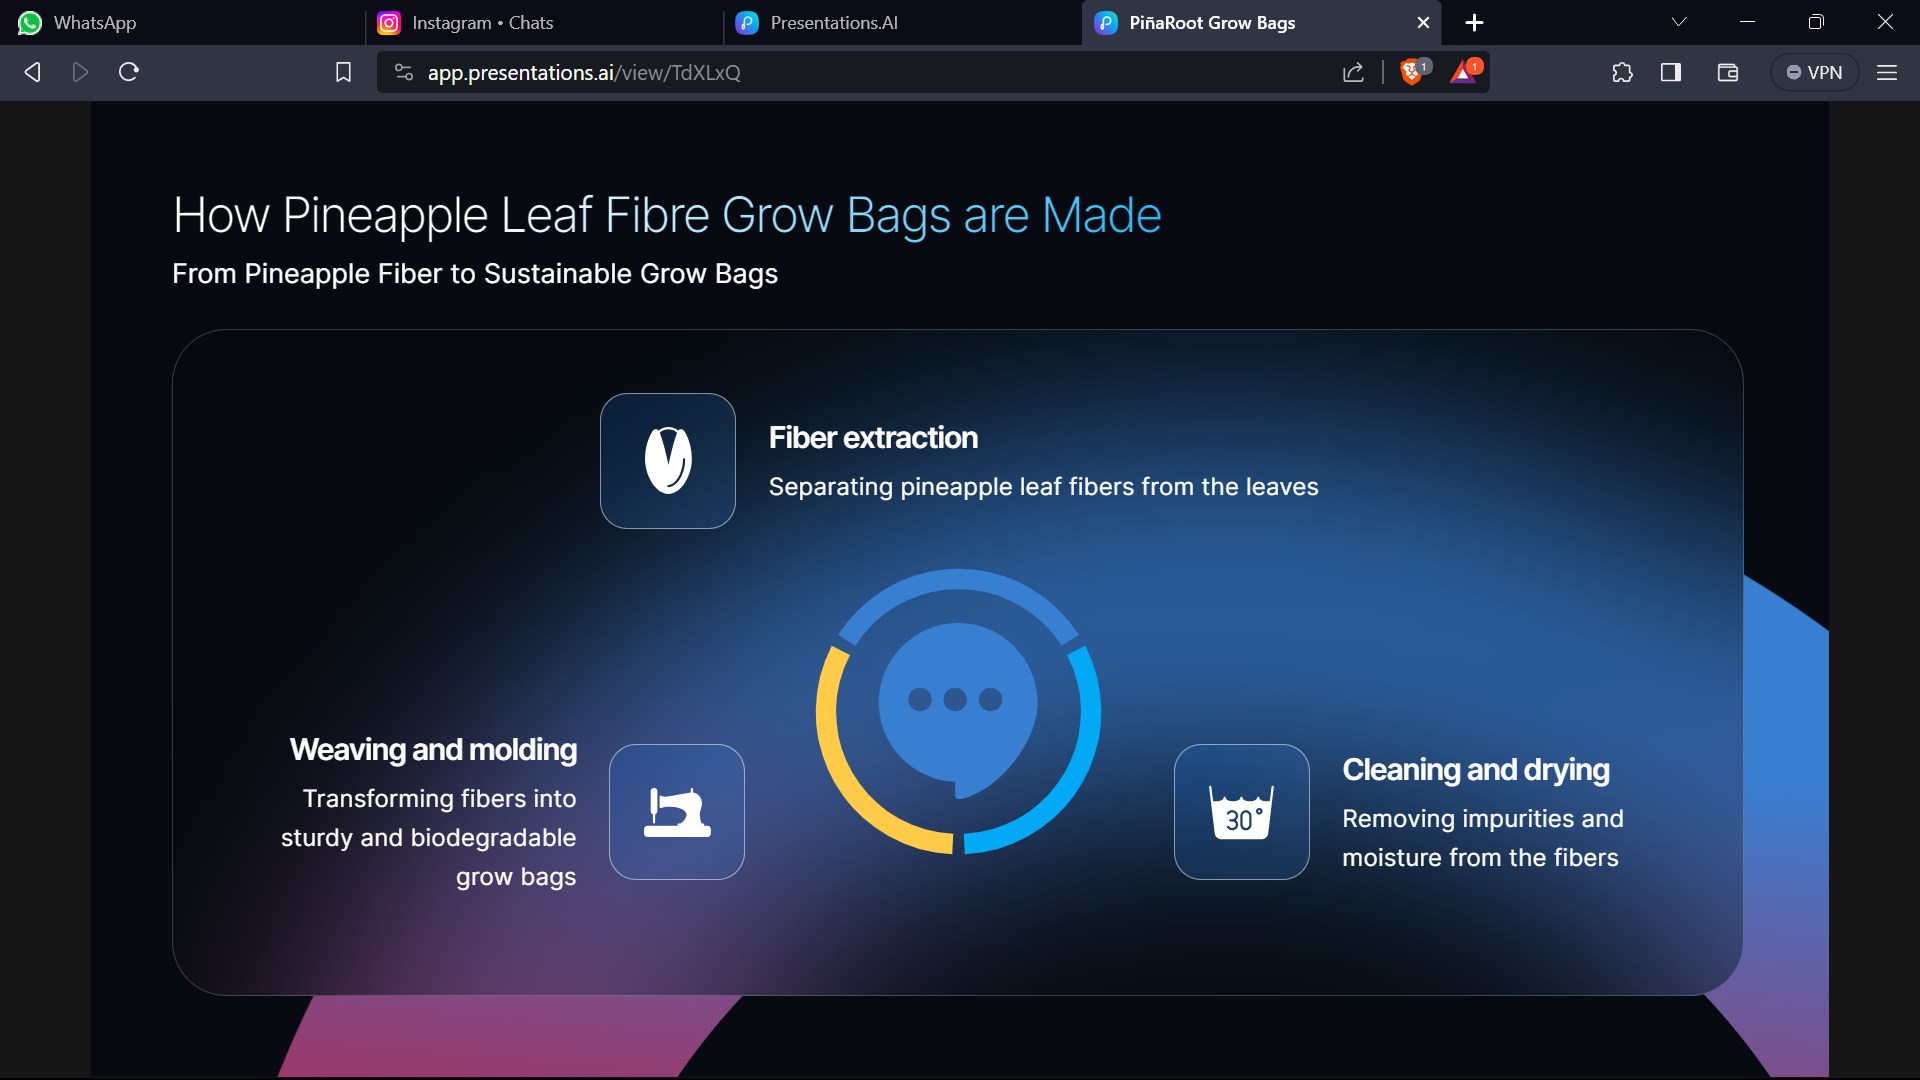 WhatsApp
Instagram • Chats
Presentations.AI
PiñaRoot Grow Bags
app.presentations.ai/view/TdXLxQ
1
1
VPN
How Pineapple Leaf Fibre Grow Bags are Made
From Pineapple Fiber to Sustainable Grow Bags
Fiber extraction
Separating pineapple leaf fibers from the leaves
Weaving and molding
Transforming fibers into
sturdy and biodegradable
grow bags
30°
Cleaning and drying
Removing impurities and
moisture from the fibers